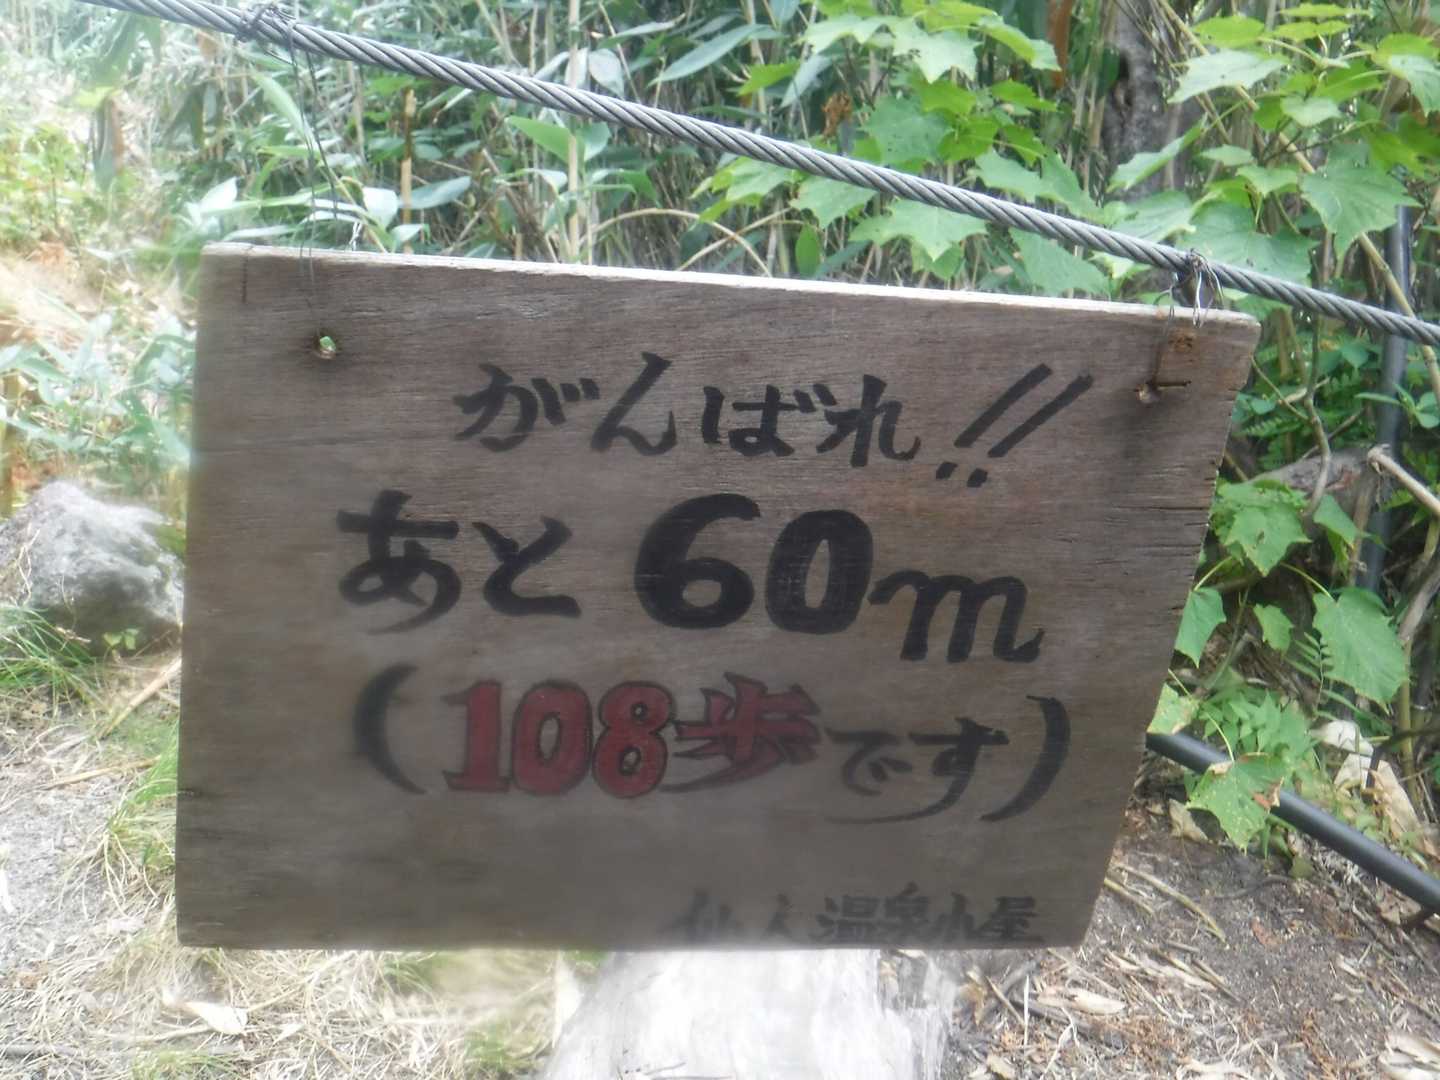 がんばれ!!
あと60m
(108歩です)
仙人温泉小屋